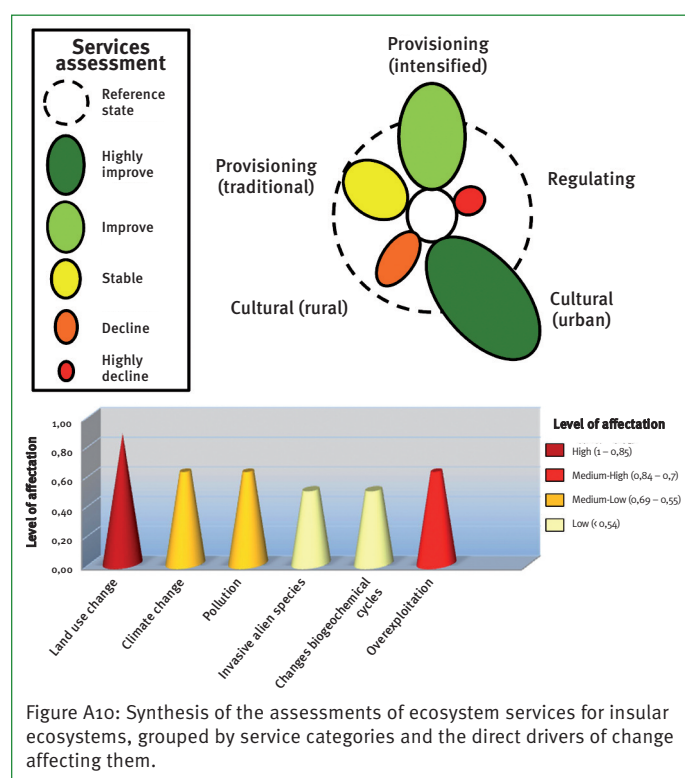 Services
assessment
Reference
state
Highly
improve
Improve
Stable
Decline
Highly
decline
Provisioning
(intensified)
Provisioning
(traditional)
Regulating
Cultural (rural)
Cultural
(urban)
Level of affectation
1,00
0,80
0,60
0,40
0,20
0,00
Land use change
Climate change
Pollution
Invasive alien species
Changes biogeochemical
cycles
Overexploitation
Level of affectation
High (1 – 0,85)
Medium-High (0,84 – 0,7)
Medium-Low (0,69 – 0,55)
Low (‹ 0,54)
Figure A10: Synthesis of the assessments of ecosystem services for insular
ecosystems, grouped by service categories and the direct drivers of change
affecting them.